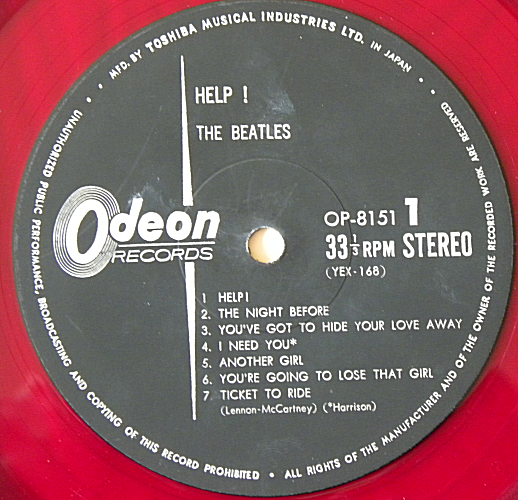 MFD. BY TOSHIBA MUSICAL INDUSTRIES LTD. IN JAPAN
HELP !
THE BEATLES
Odeon
RECORDS
OP-8151 1
33 1/3 RPM STEREO
(YEX-168)
1 HELP!
2. THE NIGHT BEFORE
3. YOU'VE GOT TO HIDE YOUR LOVE AWAY
4. I NEED YOU*
5. ANOTHER GIRL
6. YOU'RE GOING TO LOSE THAT GIRL
7 TICKET TO RIDE
(Lennon-McCartney) (*Harrison)
UNAUTHORIZED PUBLIC PERFORMANCE, BROADCASTING AND COPYING OF THIS RECORD PROHIBITED • ALL RIGHTS OF THE MANUFACTURER AND OF THE OWNER OF THE RECORDED WORK ARE RESERVED